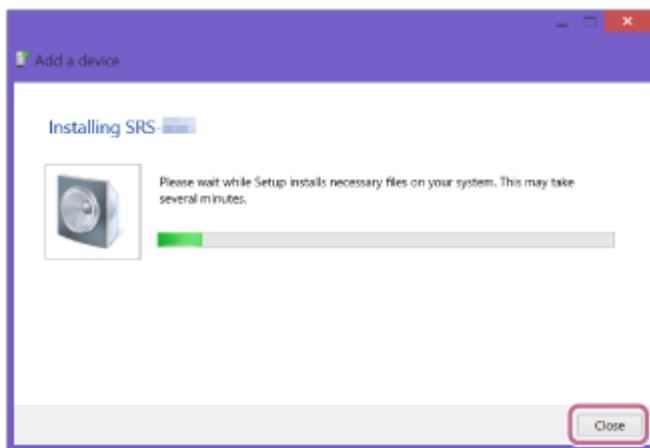 Add a device
Installing SRS-
Please wait while Setup installs necessary files on your system. This may take
several minutes.
Close